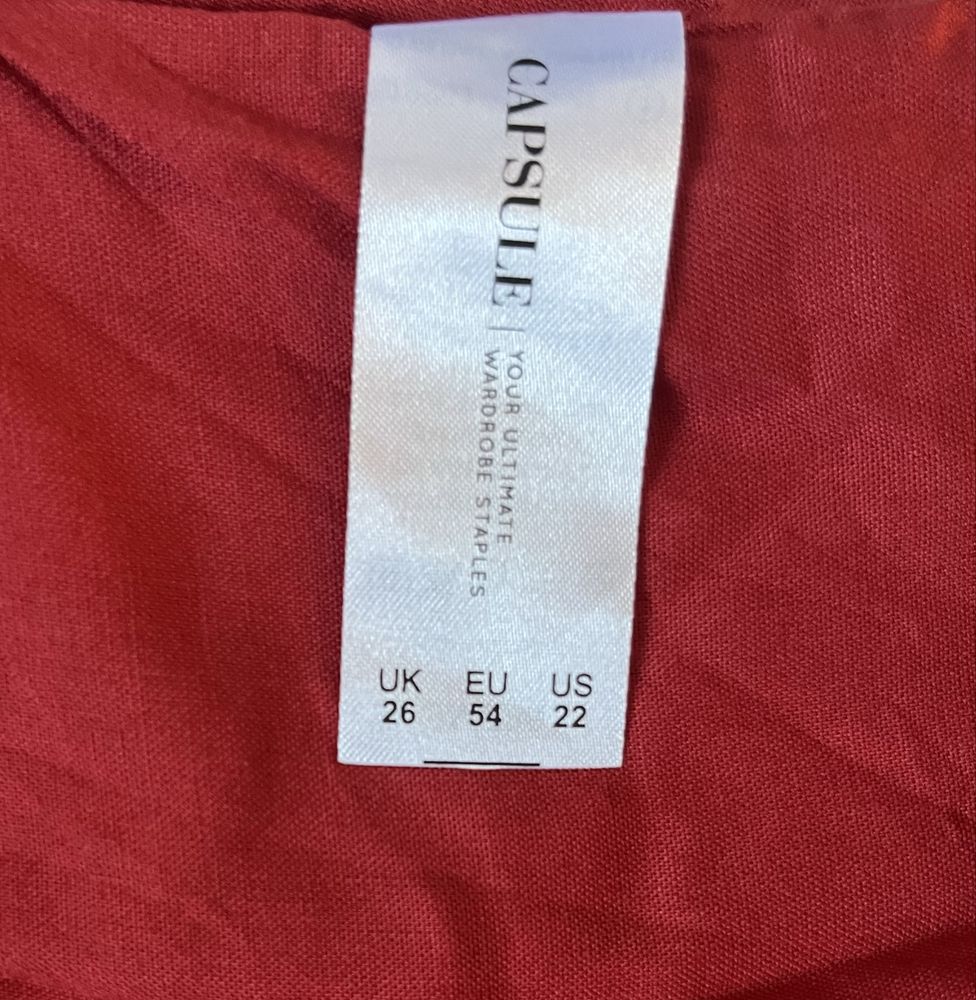 CAPSULE | YOUR ULTIMATE
WARDROBE STAPLES
UK EU US
26 54 22